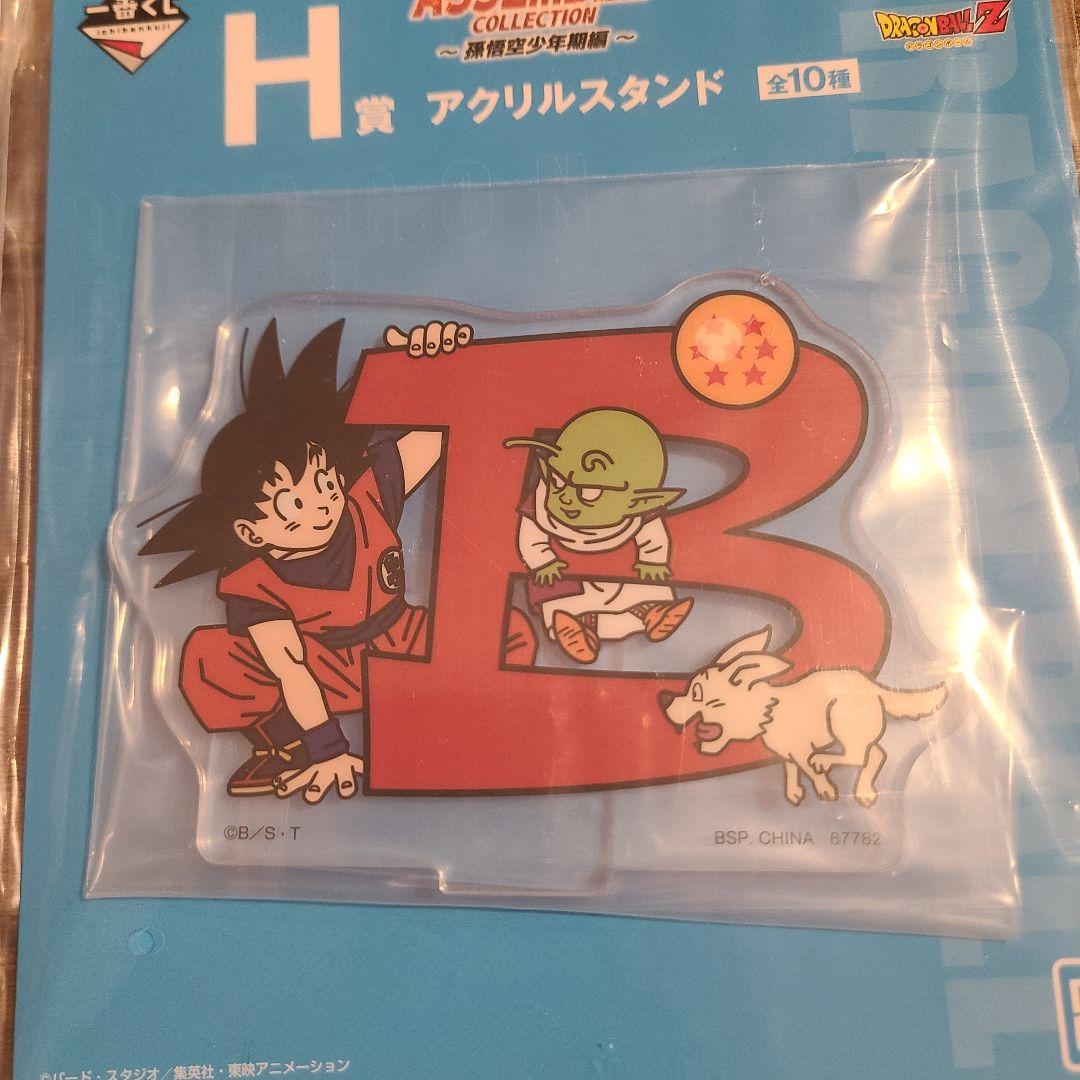 一番くじ
ichibankuji
COLLECTION
～ 孫悟空少年期編 ～
DRAGONBALL Z
H賞 アクリルスタンド 全10種
B
©B/S・T
BSP. CHINA 67782
©バード・スタジオ／集英社・東映アニメーション